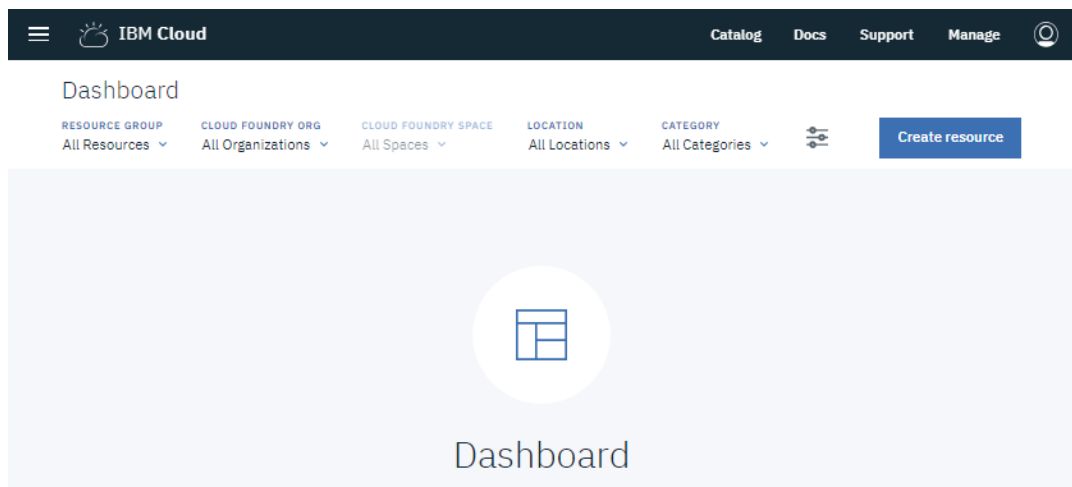 IBM Cloud Catalog Docs Support Manage
Dashboard
RESOURCE GROUP CLOUD FOUNDRY ORG CLOUD FOUNDRY SPACE LOCATION CATEGORY
All Resources All Organizations All Spaces All Locations All Categories Create resource
Dashboard